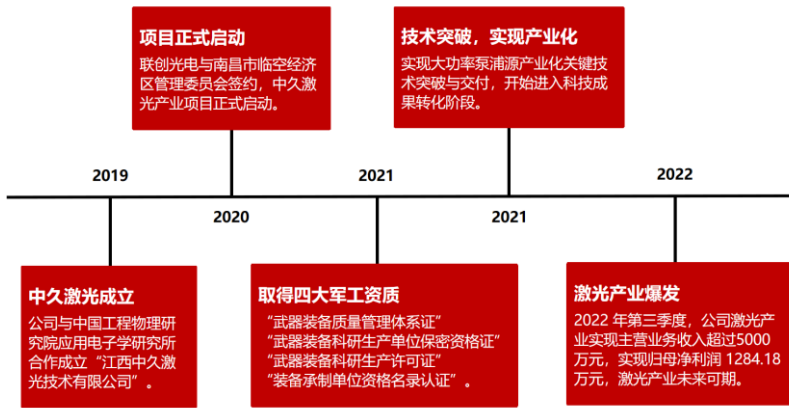 项目正式启动
联创光电与南昌市临空经济
区管理委员会签约，中久激
光产业项目正式启动。
技术突破，实现产业化
实现大功率泵浦源产业化关键技
术突破与交付，开始进入科技成
果转化阶段。
2019
2021
2022
2020
2021
中久激光成立
公司与中国工程物理研
究院应用电子学研究所
合作成立“江西中久激
光技术有限公司”。
取得四大军工资质
“武器装备质量管理体系证”
“武器装备科研生产单位保密资格证”
“武器装备科研生产许可证”
“装备承制单位资格名录认证”。
激光产业爆发
2022 年第三季度，公司激光产
业实现主营业务收入超过5000
万元，实现归母净利润 1284.18
万元，激光产业未来可期。